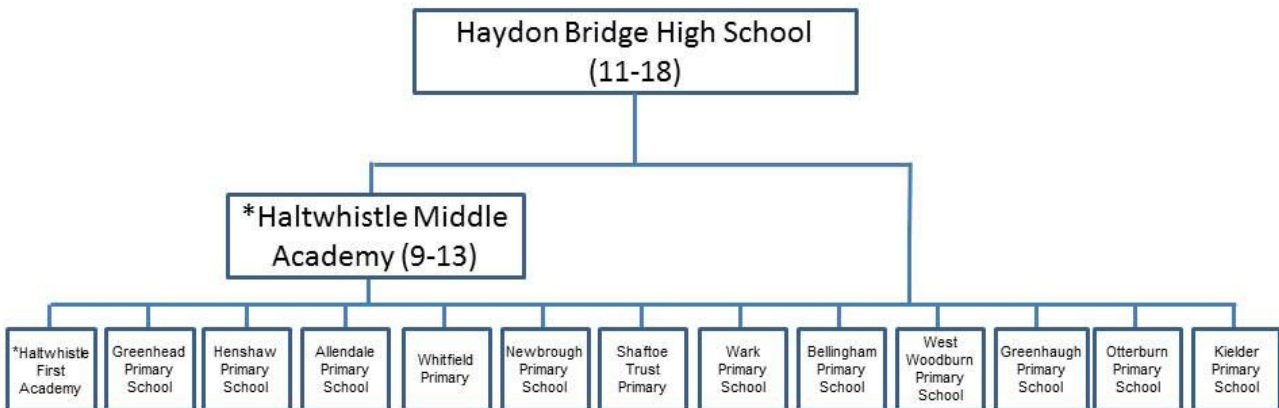 Haydon Bridge High School
(11-18)
*Haltwhistle Middle
Academy (9-13)
*Haltwhistle
First
Academy
Greenhead
Primary
School
Henshaw
Primary
School
Allendale
Primary
School
Whitfield
Primary
Newbrough
Primary
School
Shaftoe
Trust
Primary
Wark
Primary
School
Bellingham
Primary
School
West
Woodburn
Primary
School
Greenhaugh
Primary
School
Otterburn
Primary
School
Kielder
Primary
School